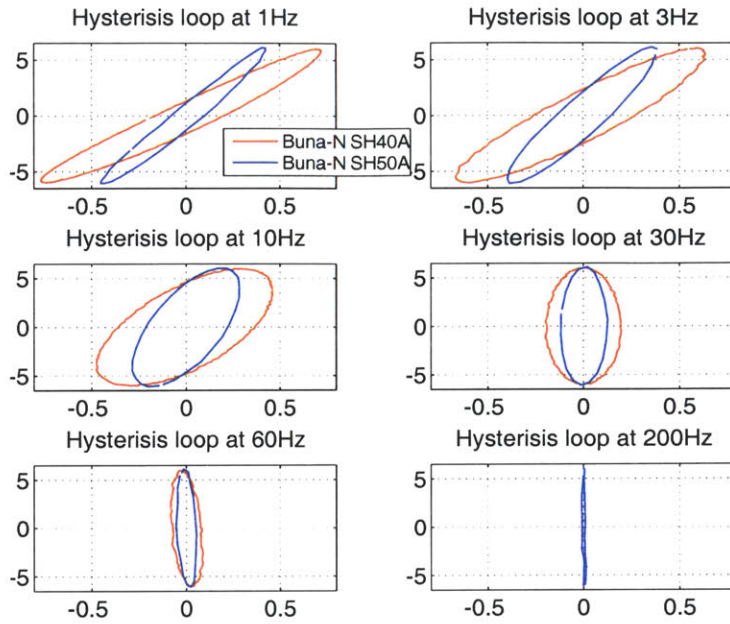 Hysterisis loop at 1Hz
5
0
-5
-0.5 0 0.5
Buna-N SH40A
Buna-N SH50A
Hysterisis loop at 3Hz
5
0
-5
-0.5 0 0.5
Hysterisis loop at 10Hz
5
0
-5
-0.5 0 0.5
Hysterisis loop at 30Hz
5
0
-5
-0.5 0 0.5
Hysterisis loop at 60Hz
5
0
-5
-0.5 0 0.5
Hysterisis loop at 200Hz
5
0
-5
-0.5 0 0.5